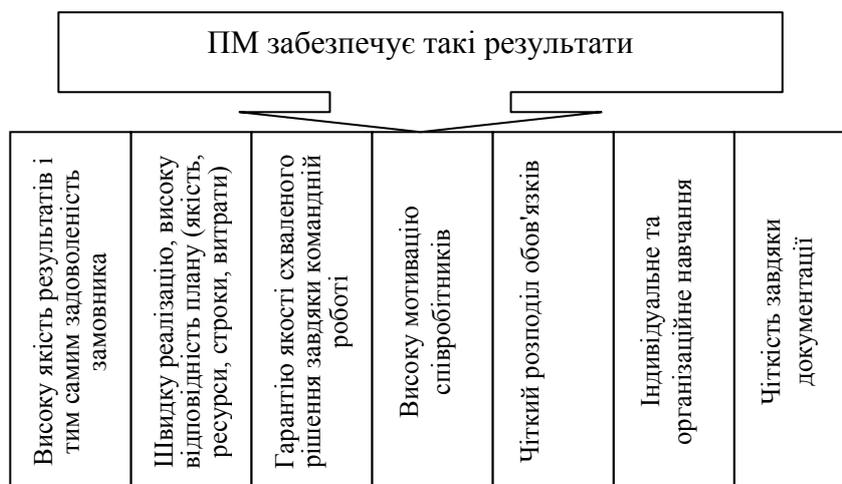 ПМ забезпечує такі результати
Високу якість результатів і
тим самим задоволеність
замовника
Швидку реалізацію, високу
відповідність плану (якість,
ресурси, строки, витрати)
Гарантію якості схваленого
рішення завдяки командній
роботі
Високу мотивацію
співробітників
Чіткий розподіл обов'язків
Індивідуальне та
організаційне навчання
Чіткість завдяки
документації